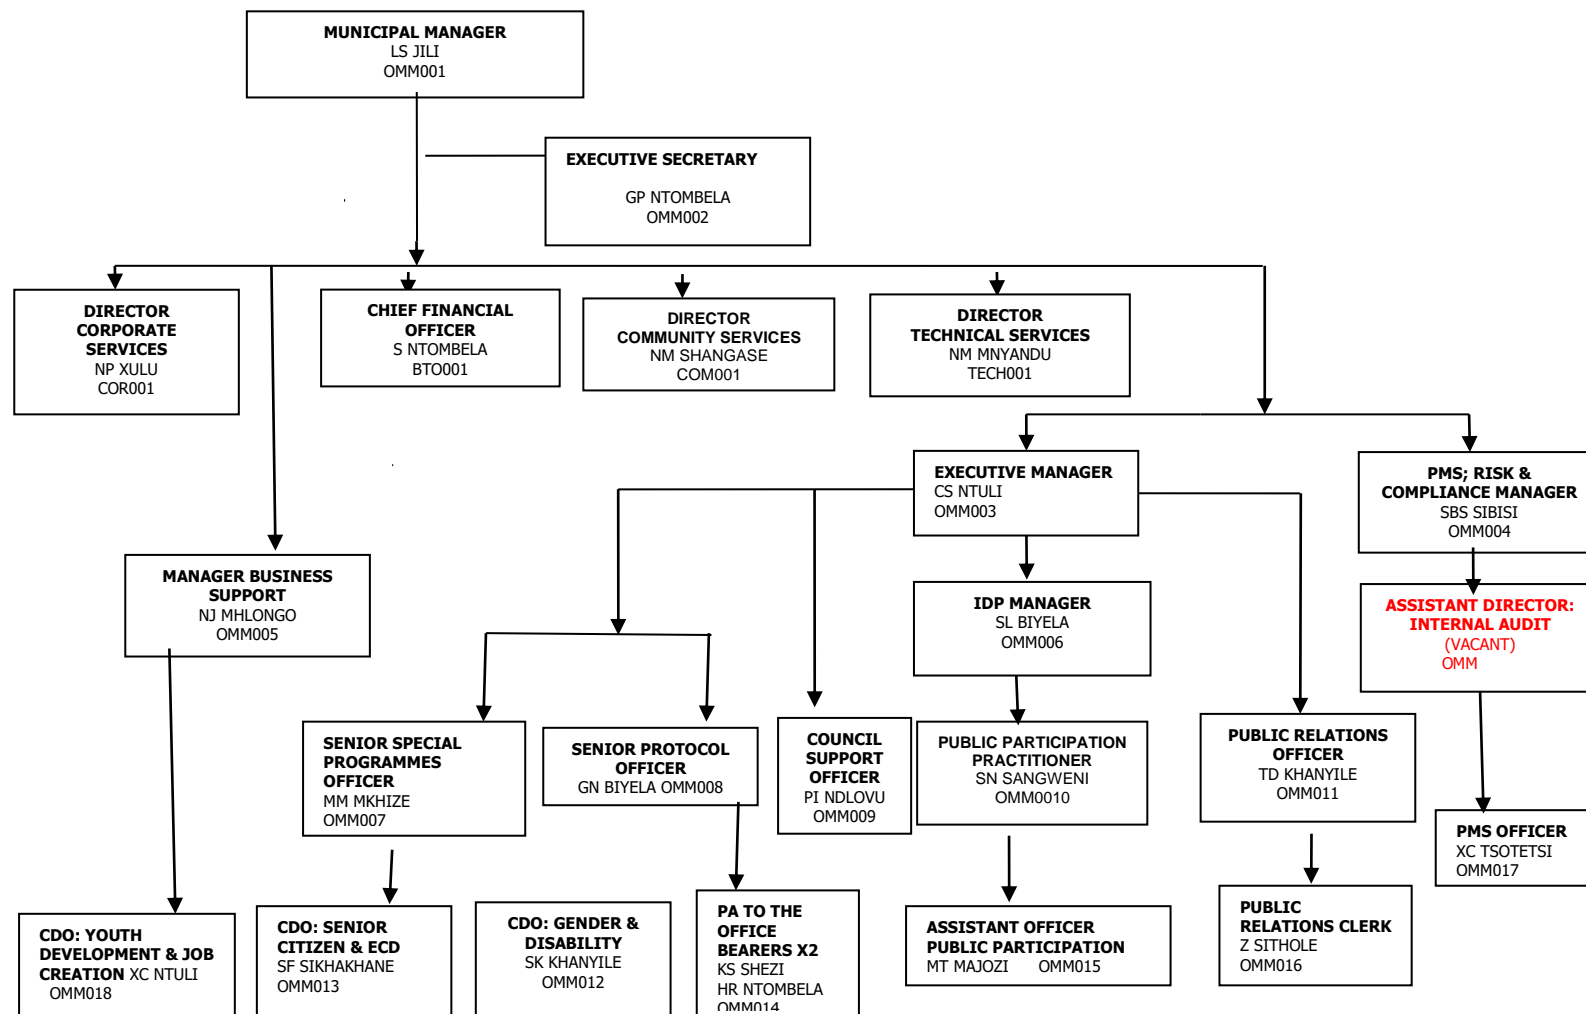 MUNICIPAL MANAGER
LS JILI
OMM001
EXECUTIVE SECRETARY
GP NTOMBELA
OMM002
DIRECTOR
CORPORATE
SERVICES
NP XULU
COR001
CHIEF FINANCIAL
OFFICER
S NTOMBELA
BTO001
DIRECTOR
COMMUNITY SERVICES
NM SHANGASE
COM001
DIRECTOR
TECHNICAL SERVICES
NM MNYANDU
TECH001
EXECUTIVE MANAGER
CS NTULI
OMM003
PMS; RISK &
COMPLIANCE MANAGER
SBS SIBISI
OMM004
MANAGER BUSINESS
SUPPORT
NJ MHLONGO
OMM005
IDP MANAGER
SL BIYELA
OMM006
ASSISTANT DIRECTOR:
INTERNAL AUDIT
(VACANT)
OMM
SENIOR SPECIAL
PROGRAMMES
OFFICER
MM MKHIZE
OMM007
SENIOR PROTOCOL
OFFICER
GN BIYELA OMM008
COUNCIL
SUPPORT
OFFICER
PI NDLOVU
OMM009
PUBLIC PARTICIPATION
PRACTITIONER
SN SANGWENI
OMM0010
PUBLIC RELATIONS
OFFICER
TD KHANYILE
OMM011
PMS OFFICER
XC TSOTETSI
OMM017
CDO: YOUTH
DEVELOPMENT & JOB
CREATION XC NTULI
OMM018
CDO: SENIOR
CITIZEN & ECD
SF SIKHAKHANE
OMM013
CDO: GENDER &
DISABILITY
SK KHANYILE
OMM012
PA TO THE
OFFICE
BEARERS X2
KS SHEZI
HR NTOMBELA
OMM014
ASSISTANT OFFICER
PUBLIC PARTICIPATION
MT MAJOZI OMM015
PUBLIC
RELATIONS CLERK
Z SITHOLE
OMM016